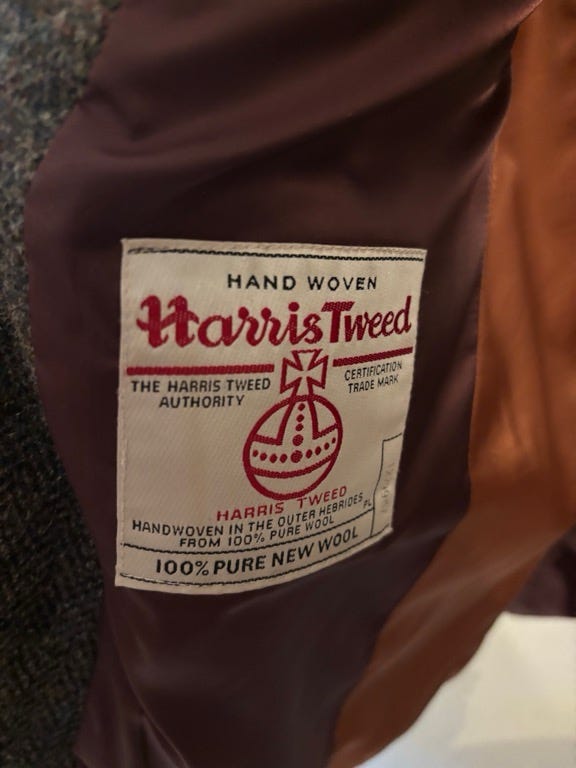 HAND WOVEN
Harris Tweed
THE HARRIS TWEED
AUTHORITY
CERTIFICATION
TRADE MARK
HARRIS TWEED
HANDWOVEN IN THE OUTER HEBRIDES
FROM 100% PURE WOOL
PL
100% PURE NEW WOOL